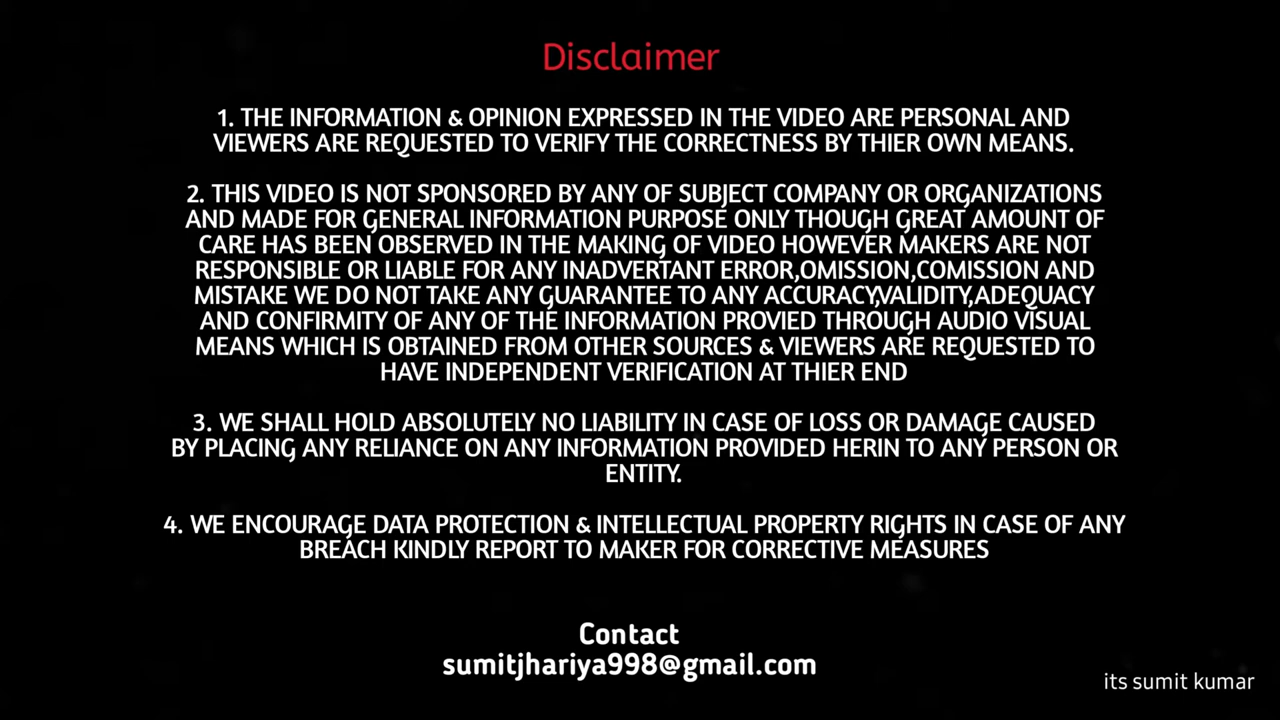 Disclaimer
1. THE INFORMATION & OPINION EXPRESSED IN THE VIDEO ARE PERSONAL AND
VIEWERS ARE REQUESTED TO VERIFY THE CORRECTNESS BY THIER OWN MEANS.
2. THIS VIDEO IS NOT SPONSORED BY ANY OF SUBJECT COMPANY OR ORGANIZATIONS
AND MADE FOR GENERAL INFORMATION PURPOSE ONLY THOUGH GREAT AMOUNT OF
CARE HAS BEEN OBSERVED IN THE MAKING OF VIDEO HOWEVER MAKERS ARE NOT
RESPONSIBLE OR LIABLE FOR ANY INADVERTANT ERROR,OMISSION,COMISSION AND
MISTAKE WE DO NOT TAKE ANY GUARANTEE TO ANY ACCURACY,VALIDITY,ADEQUACY
AND CONFIRMITY OF ANY OF THE INFORMATION PROVIED THROUGH AUDIO VISUAL
MEANS WHICH IS OBTAINED FROM OTHER SOURCES & VIEWERS ARE REQUESTED TO
HAVE INDEPENDENT VERIFICATION AT THIER END
3. WE SHALL HOLD ABSOLUTELY NO LIABILITY IN CASE OF LOSS OR DAMAGE CAUSED
BY PLACING ANY RELIANCE ON ANY INFORMATION PROVIDED HERIN TO ANY PERSON OR
ENTITY.
4. WE ENCOURAGE DATA PROTECTION & INTELLECTUAL PROPERTY RIGHTS IN CASE OF ANY
BREACH KINDLY REPORT TO MAKER FOR CORRECTIVE MEASURES
Contact
sumitjhariya998@gmail.com
its sumit kumar